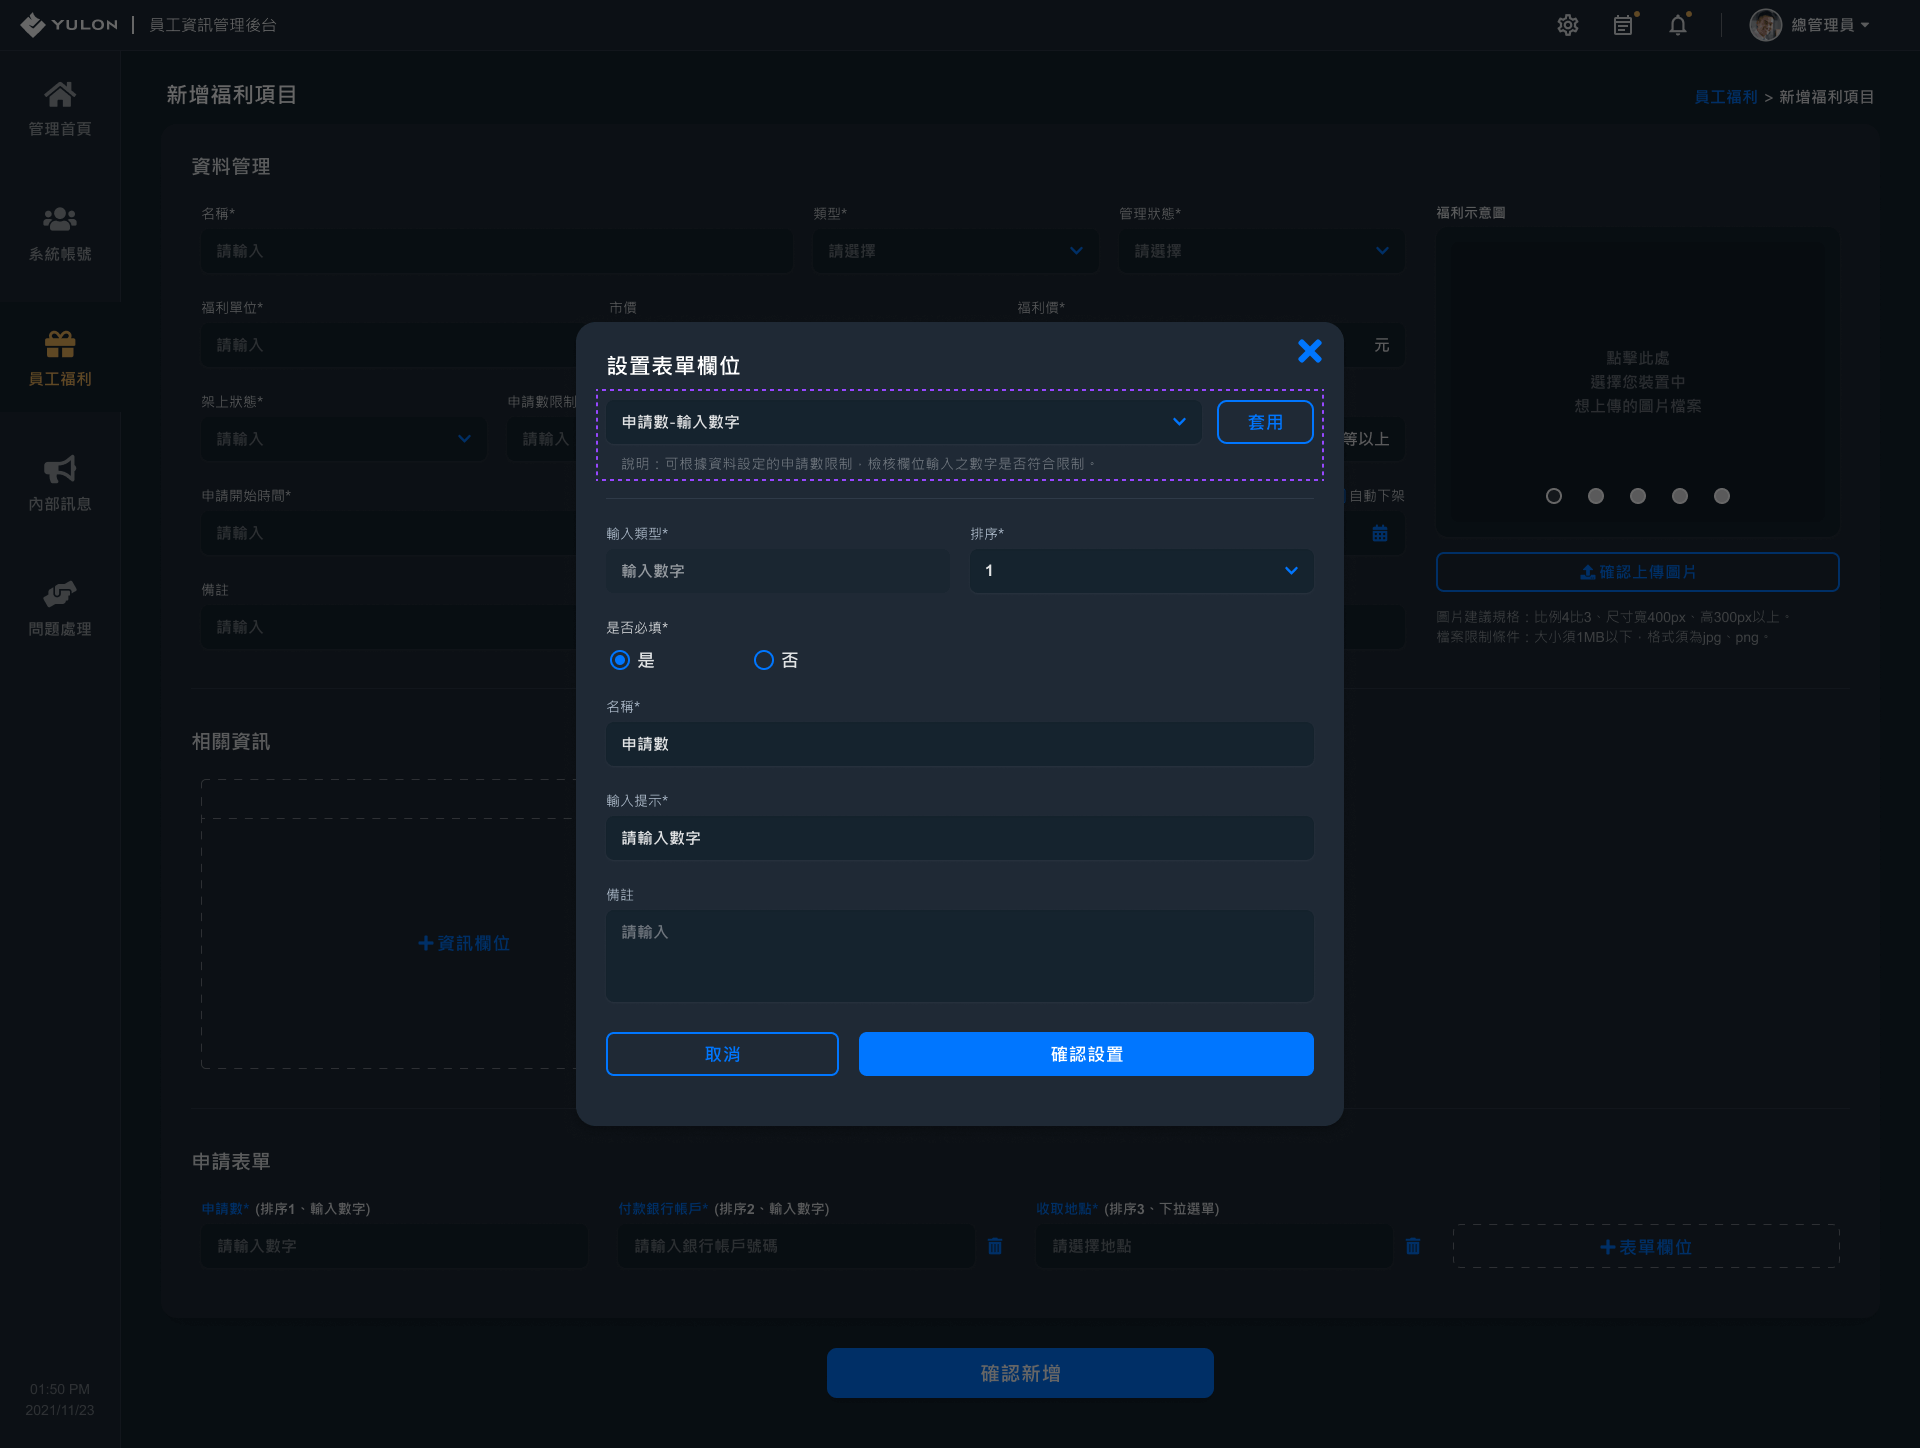 YULON
員工資訊管理後台
總管理員
管理首頁
系統帳號
員工福利
內部訊息
問題處理
01:50 PM
2021/11/23
新增福利項目
員工福利 > 新增福利項目
資料管理
名稱*
請輸入
類型*
請選擇
管理狀態*
請選擇
福利示意圖
福利單位*
請輸入
市價
福利價*
元
點擊此處
選擇您裝置中
想上傳的圖片檔案
架上狀態*
請輸入
申請數限制
請輸入
等以上
申請開始時間*
請輸入
自動下架
備註
請輸入
確認上傳圖片
圖片建議規格：比例4比3、尺寸寬400px、高300px以上。
檔案限制條件：大小須1MB以下，格式須為jpg、png。
設置表單欄位
申請數-輸入數字
套用
說明：可根據資料設定的申請數限制，檢核欄位輸入之數字是否符合限制。
輸入類型*
輸入數字
排序*
1
是否必填*
是
否
名稱*
申請數
輸入提示*
請輸入數字
備註
請輸入
取消
確認設置
相關資訊
資訊欄位
申請表單
申請數* (排序1、輸入數字)
請輸入數字
付款銀行帳戶* (排序2、輸入數字)
請輸入銀行帳戶號碼
收取地點* (排序3、下拉選單)
請選擇地點
表單欄位
確認新增